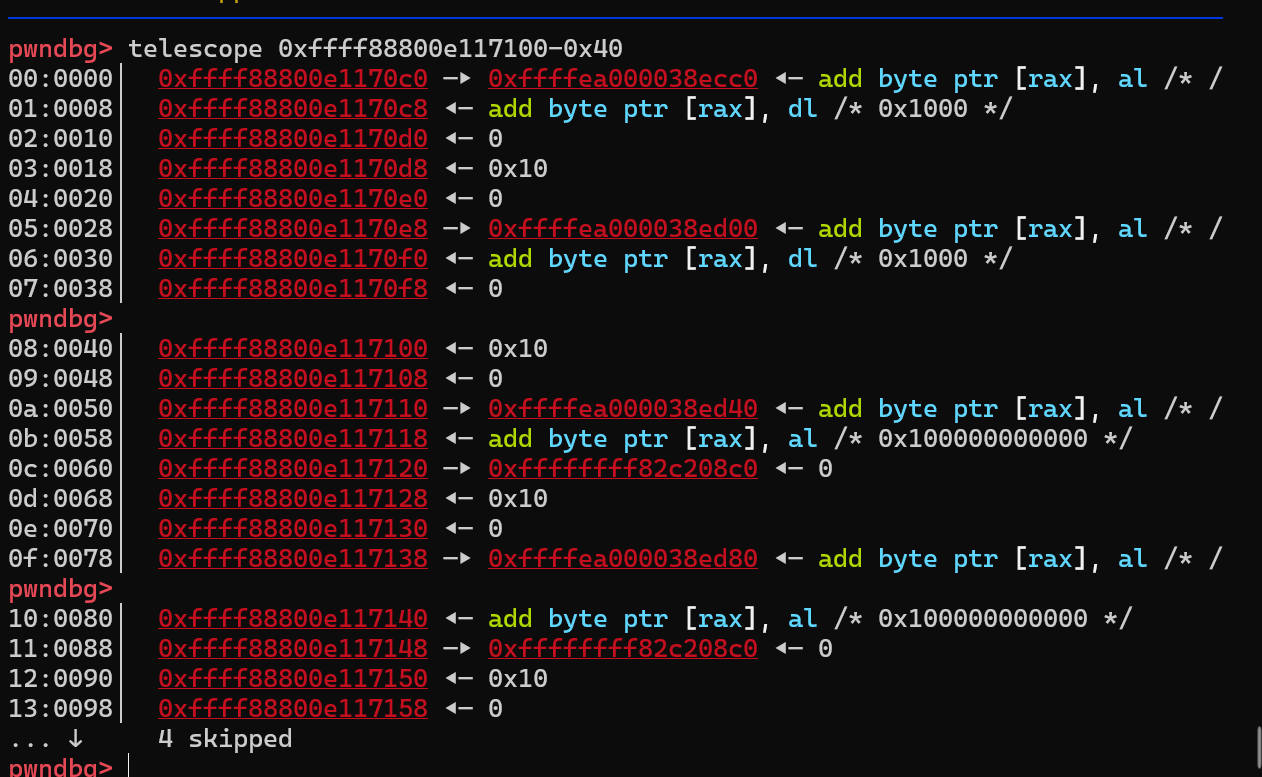 pwndbg> telescope 0xffff88800e117100-0x40
00:0000│ 0xffff88800e1170c0 —▸ 0xffffea000038ecc0 ◂— add byte ptr [rax], al /* /
01:0008│ 0xffff88800e1170c8 ◂— add byte ptr [rax], dl /* 0x1000 */
02:0010│ 0xffff88800e1170d0 ◂— 0
03:0018│ 0xffff88800e1170d8 ◂— 0x10
04:0020│ 0xffff88800e1170e0 ◂— 0
05:0028│ 0xffff88800e1170e8 —▸ 0xffffea000038ed00 ◂— add byte ptr [rax], al /* /
06:0030│ 0xffff88800e1170f0 ◂— add byte ptr [rax], dl /* 0x1000 */
07:0038│ 0xffff88800e1170f8 ◂— 0
pwndbg>
08:0040│ 0xffff88800e117100 ◂— 0x10
09:0048│ 0xffff88800e117108 ◂— 0
0a:0050│ 0xffff88800e117110 —▸ 0xffffea000038ed40 ◂— add byte ptr [rax], al /* /
0b:0058│ 0xffff88800e117118 ◂— add byte ptr [rax], al /* 0x100000000000 */
0c:0060│ 0xffff88800e117120 —▸ 0xffffffff82c208c0 ◂— 0
0d:0068│ 0xffff88800e117128 ◂— 0x10
0e:0070│ 0xffff88800e117130 ◂— 0
0f:0078│ 0xffff88800e117138 —▸ 0xffffea000038ed80 ◂— add byte ptr [rax], al /* /
pwndbg>
10:0080│ 0xffff88800e117140 ◂— add byte ptr [rax], al /* 0x100000000000 */
11:0088│ 0xffff88800e117148 —▸ 0xffffffff82c208c0 ◂— 0
12:0090│ 0xffff88800e117150 ◂— 0x10
13:0098│ 0xffff88800e117158 ◂— 0
... ↓ 4 skipped
pwndbg>